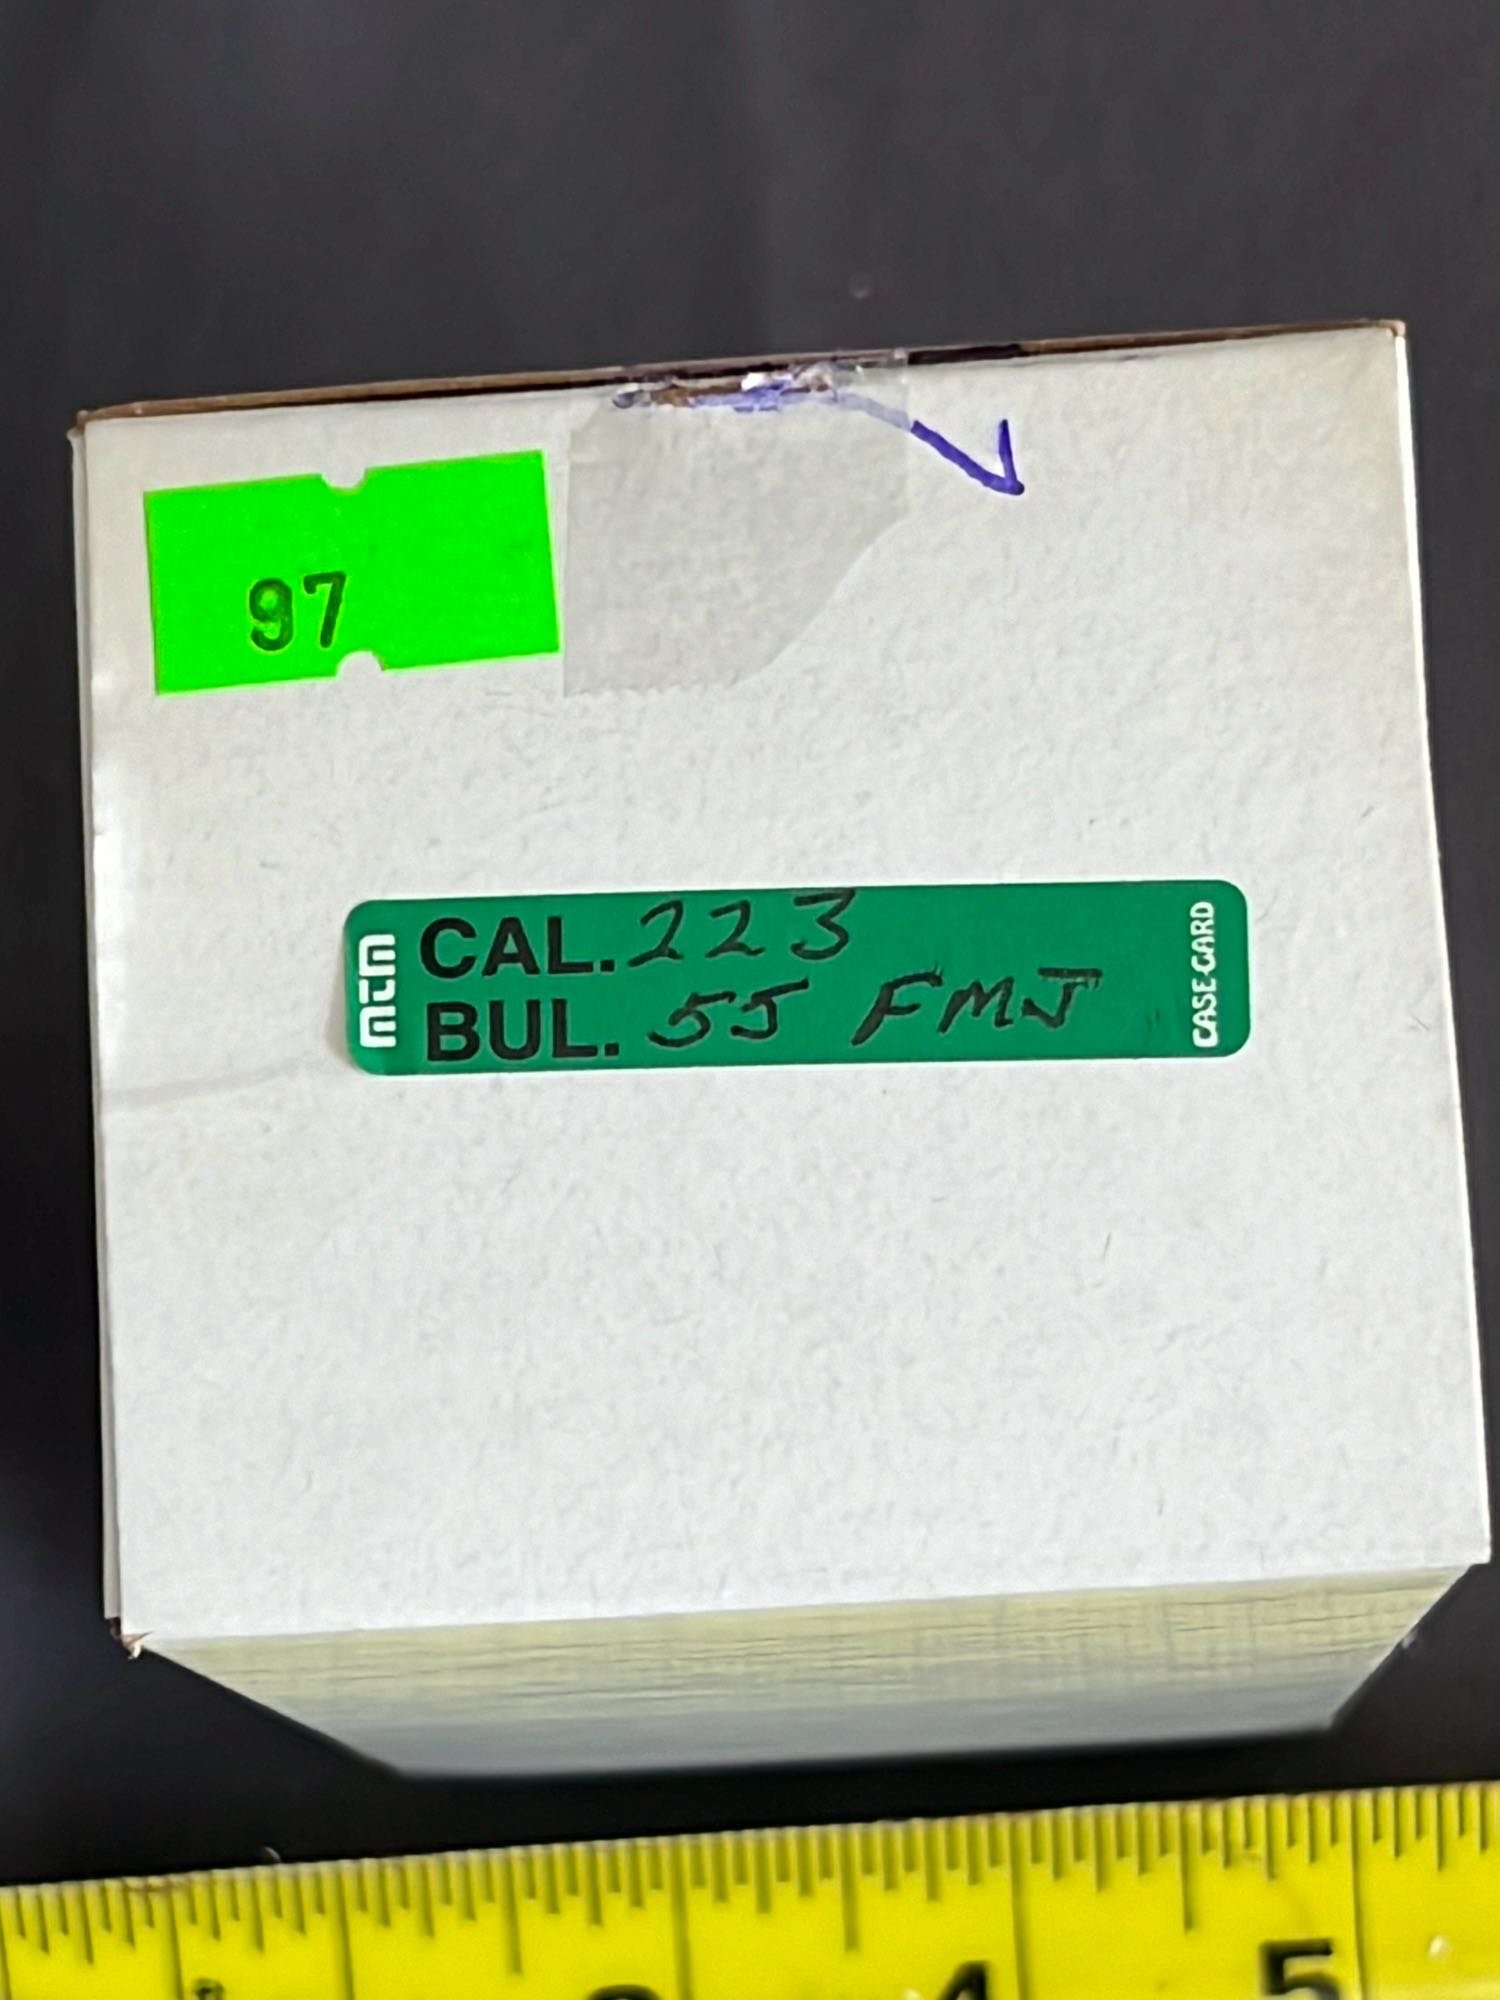 97
MTM
CAL. 223
BUL. 55 FMJ
CASE-GARD
4
5